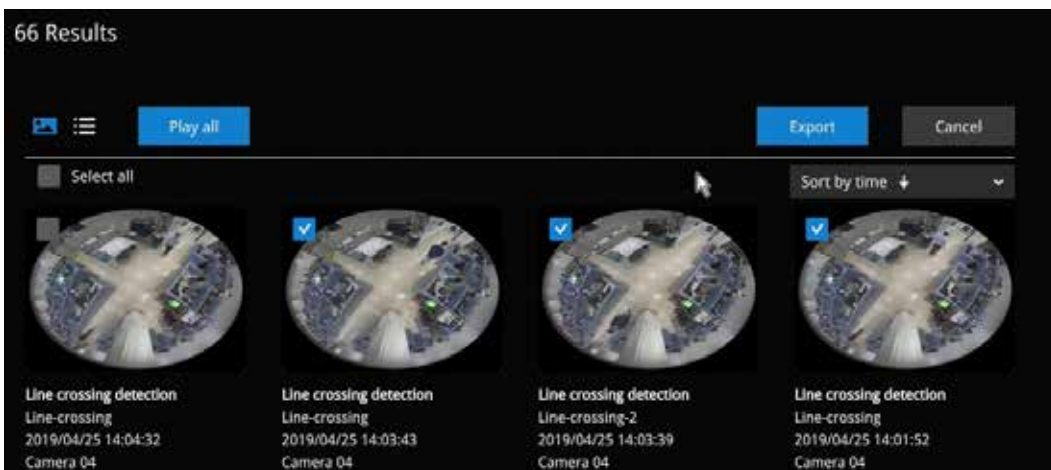 66 Results
Play all
Export
Cancel
Select all
Sort by time
Line crossing detection
Line-crossing
2019/04/25 14:04:32
Camera 04
Line crossing detection
Line-crossing
2019/04/25 14:03:43
Camera 04
Line crossing detection
Line-crossing-2
2019/04/25 14:03:39
Camera 04
Line crossing detection
Line-crossing
2019/04/25 14:01:52
Camera 04